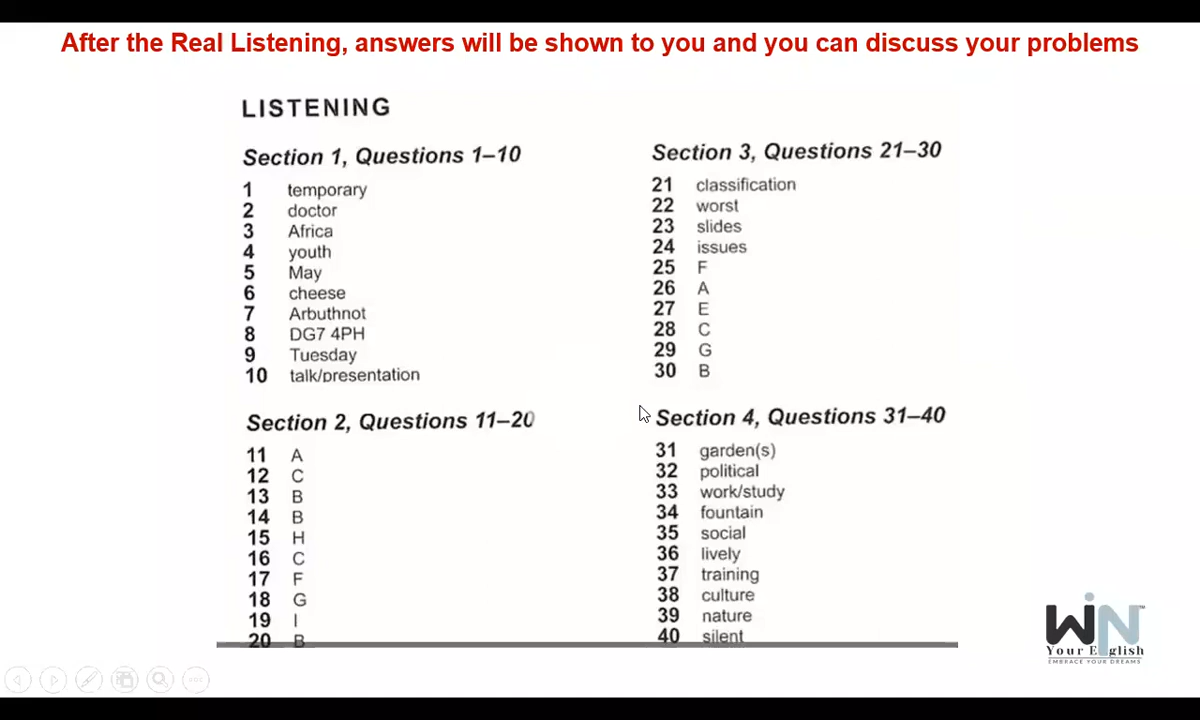 After the Real Listening, answers will be shown to you and you can discuss your problems
LISTENING
Section 1, Questions 1–10
1 temporary
2 doctor
3 Africa
4 youth
5 May
6 cheese
7 Arbuthnot
8 DG7 4PH
9 Tuesday
10 talk/presentation
Section 2, Questions 11–20
11 A
12 C
13 B
14 B
15 H
16 C
17 F
18 G
19 I
20 B
Section 3, Questions 21–30
21 classification
22 worst
23 slides
24 issues
25 F
26 A
27 E
28 C
29 G
30 B
Section 4, Questions 31–40
31 garden(s)
32 political
33 work/study
34 fountain
35 social
36 lively
37 training
38 culture
39 nature
40 silent
WiN™
Your English
EMBRACE YOUR DREAMS